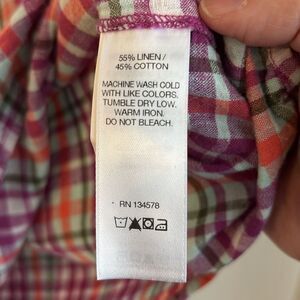 55% LINEN /
45% COTTON
MACHINE WASH COLD
WITH LIKE COLORS.
TUMBLE DRY LOW.
WARM IRON.
DO NOT BLEACH.
RN 134578